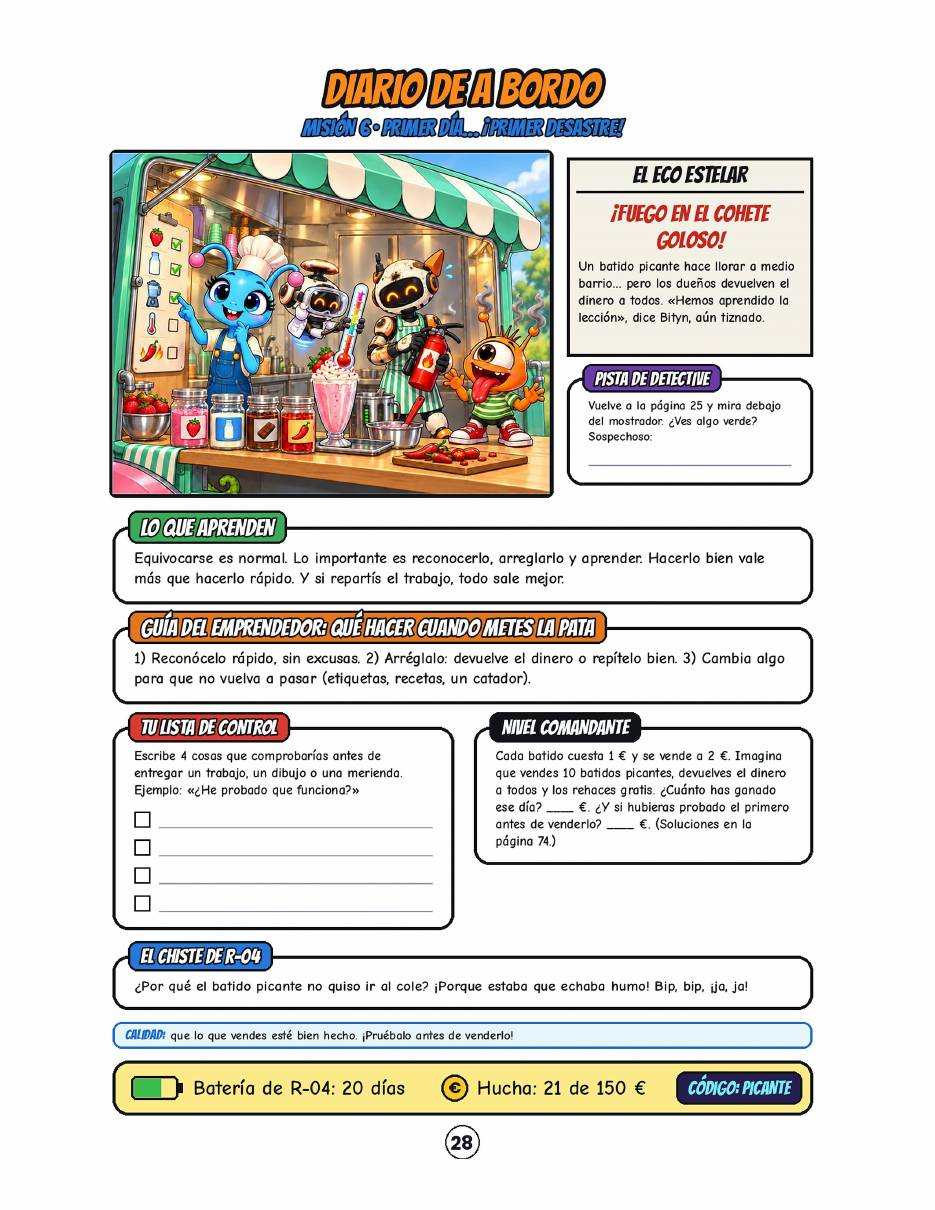 DIARIO DE A BORDO
MISIÓN 6 • PRIMER DÍA... ¡PRIMER DESASTRE!
EL ECO ESTELAR
¡FUEGO EN EL COHETE
GOLOSO!
Un batido picante hace llorar a medio
barrio... pero los dueños devuelven el
dinero a todos. «Hemos aprendido la
lección», dice Bityn, aún tiznado.
PISTA DE DETECTIVE
Vuelve a la página 25 y mira debajo
del mostrador. ¿Ves algo verde?
Sospechoso:
LO QUE APRENDEN
Equivocarse es normal. Lo importante es reconocerlo, arreglarlo y aprender. Hacerlo bien vale
más que hacerlo rápido. Y si repartís el trabajo, todo sale mejor.
GUÍA DEL EMPRENDEDOR: QUÉ HACER CUANDO METES LA PATA
1) Reconócelo rápido, sin excusas. 2) Arréglalo: devuelve el dinero o repítelo bien. 3) Cambia algo
para que no vuelva a pasar (etiquetas, recetas, un catador).
TU LISTA DE CONTROL
Escribe 4 cosas que comprobarías antes de
entregar un trabajo, un dibujo o una merienda.
Ejemplo: «¿He probado que funciona?»
NIVEL COMANDANTE
Cada batido cuesta 1 € y se vende a 2 €. Imagina
que vendes 10 batidos picantes, devuelves el dinero
a todos y los rehaces gratis. ¿Cuánto has ganado
ese día? ____ €. ¿Y si hubieras probado el primero
antes de venderlo? ____ €. (Soluciones en la
página 74.)
EL CHISTE DE R-04
¿Por qué el batido picante no quiso ir al cole? ¡Porque estaba que echaba humo! Bip, bip, ¡ja, ja!
CALIDAD: que lo que vendes esté bien hecho. ¡Pruébalo antes de venderlo!
Batería de R-04: 20 días
€ Hucha: 21 de 150 €
CÓDIGO: PICANTE
28